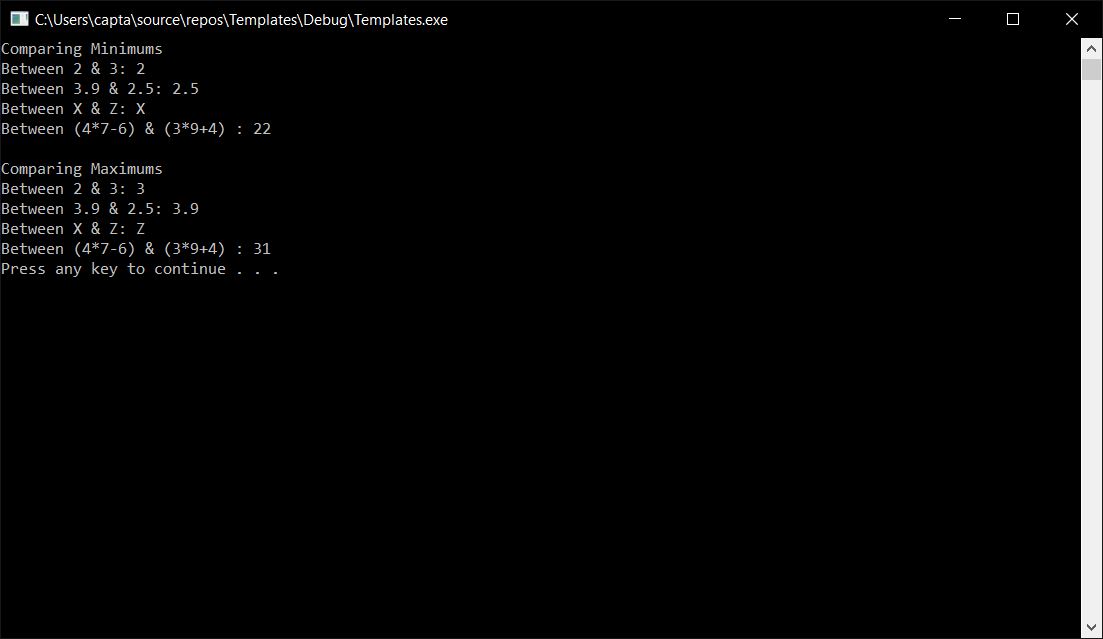 C:\Users\capta\source\repos\Templates\Debug\Templates.exe
Comparing Minimums
Between 2 & 3: 2
Between 3.9 & 2.5: 2.5
Between X & Z: X
Between (4*7-6) & (3*9+4) : 22
Comparing Maximums
Between 2 & 3: 3
Between 3.9 & 2.5: 3.9
Between X & Z: Z
Between (4*7-6) & (3*9+4) : 31
Press any key to continue . . .